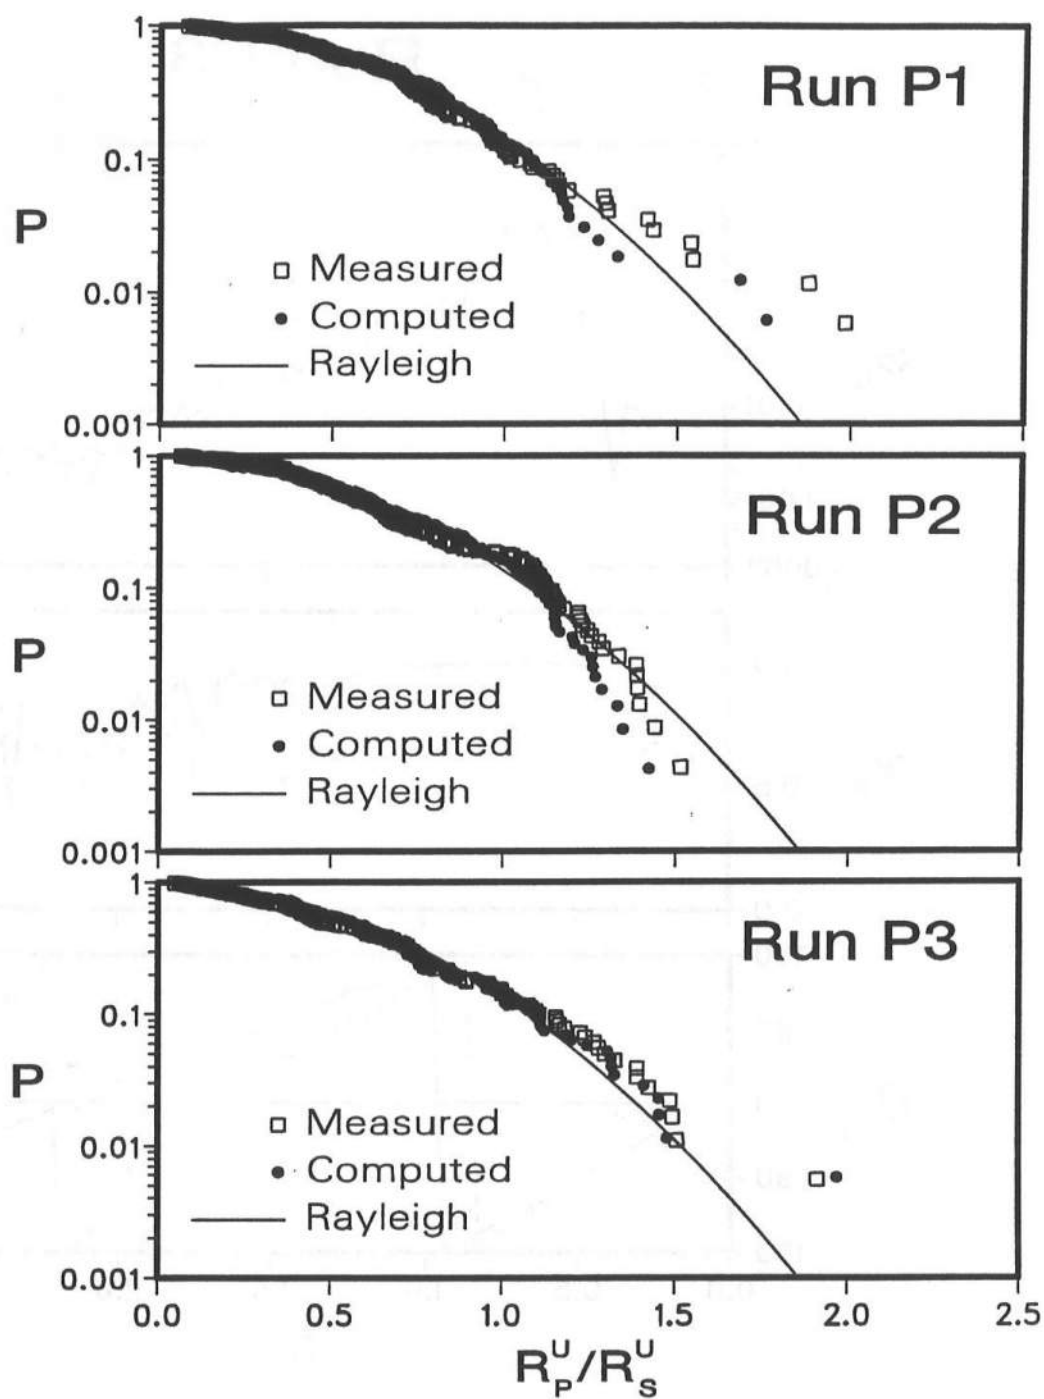 1
Run P1
0.1
P
Measured
0.01
Computed
Rayleigh
0.001
1
Run P2
0.1
P
Measured
0.01
Computed
Rayleigh
0.001
1
Run P3
0.1
P
Measured
0.01
Computed
Rayleigh
0.001
0.0 0.5 1.0 1.5 2.0 2.5
R_P^U/R_S^U